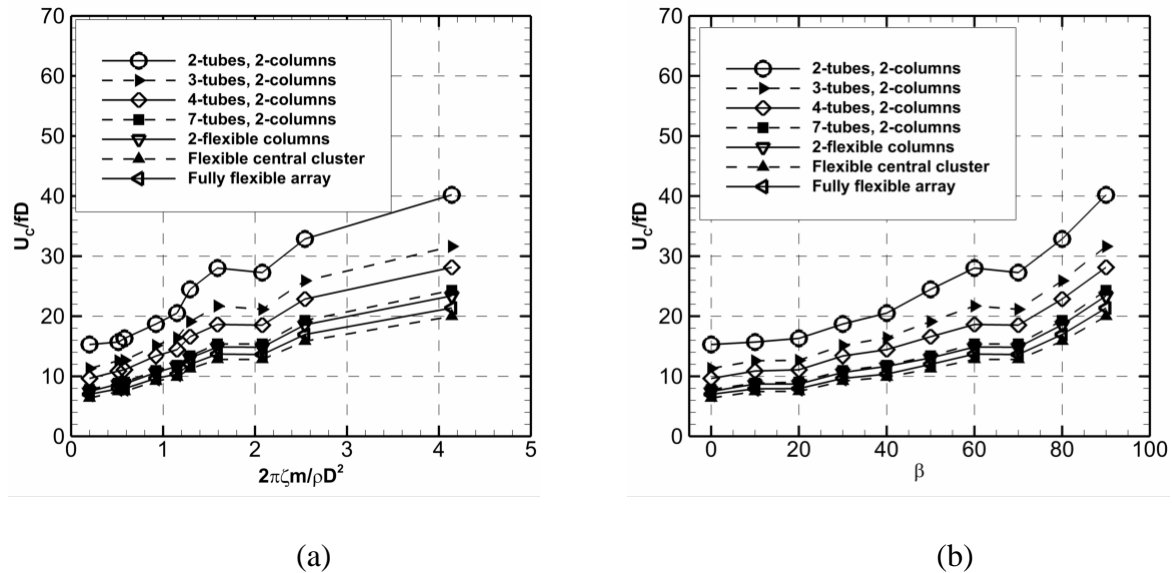 70
60
50
40
30
20
10
0
U_c/fD
2-tubes, 2-columns
3-tubes, 2-columns
4-tubes, 2-columns
7-tubes, 2-columns
2-flexible columns
Flexible central cluster
Fully flexible array
0 1 2 3 4 5
2πζm/ρD²
(a)
70
60
50
40
30
20
10
0
U_c/fD
2-tubes, 2-columns
3-tubes, 2-columns
4-tubes, 2-columns
7-tubes, 2-columns
2-flexible columns
Flexible central cluster
Fully flexible array
0 20 40 60 80 100
β
(b)